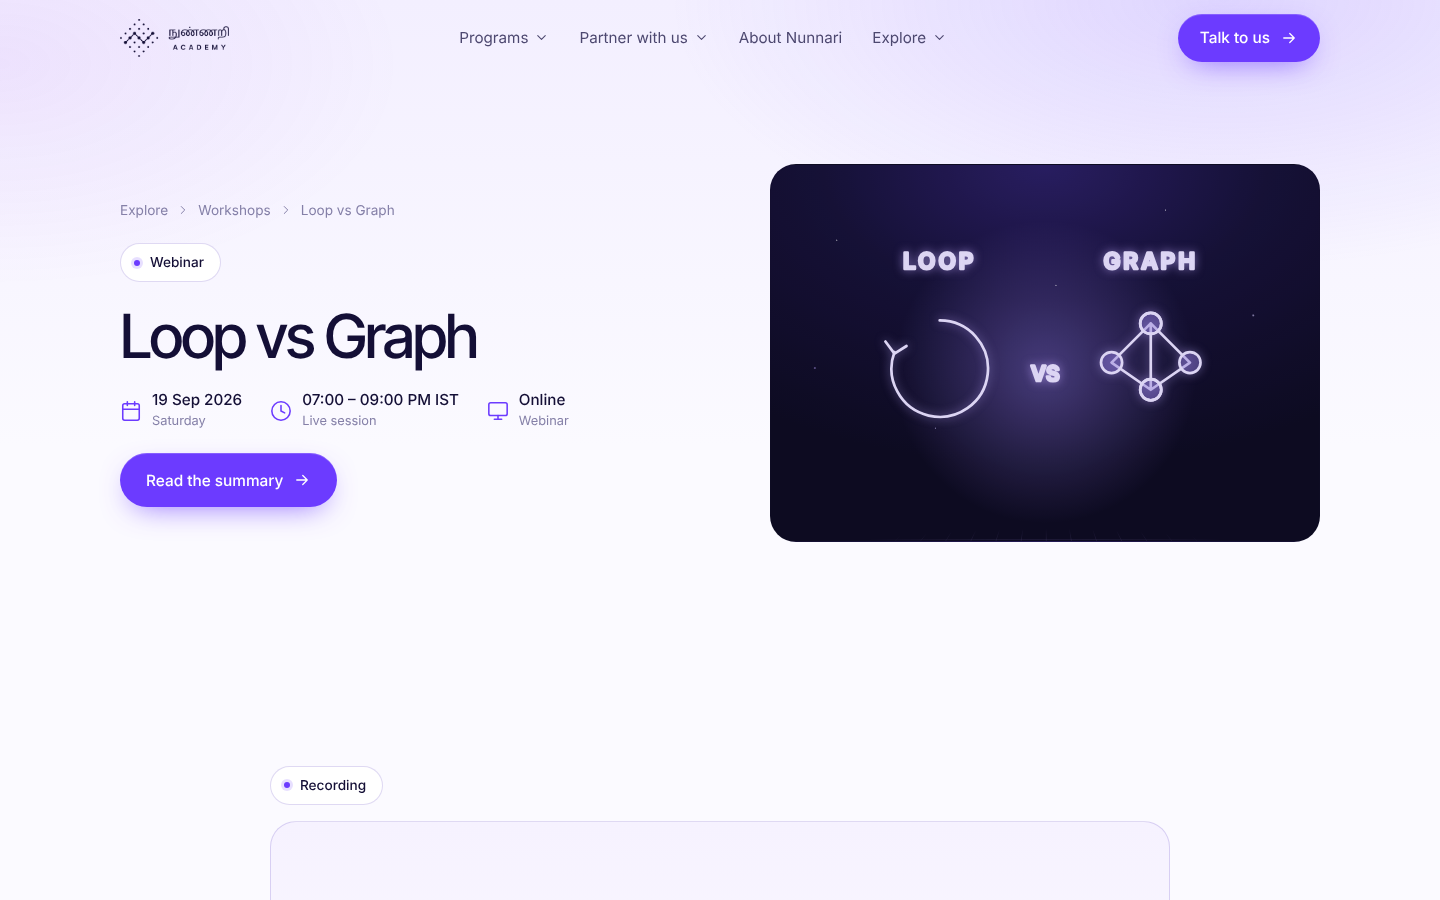 நுண்ணறி
ACADEMY
Programs
Partner with us
About Nunnari
Explore
Talk to us
Explore
Workshops
Loop vs Graph
Webinar
Loop vs Graph
19 Sep 2026
Saturday
07:00 – 09:00 PM IST
Live session
Online
Webinar
Read the summary
LOOP
GRAPH
VS
Recording